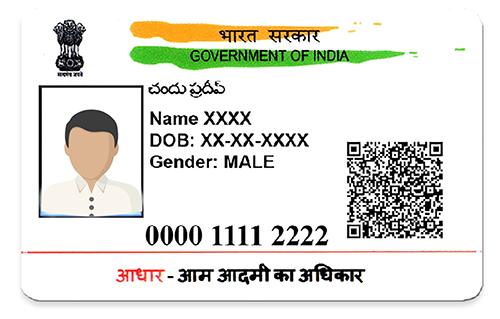 भारत सरकार
GOVERNMENT OF INDIA
सत्यमेव जयते
చందు ప్రదీప్
Name XXXX
DOB: XX-XX-XXXX
Gender: MALE
0000 1111 2222
आधार - आम आदमी का अधिकार